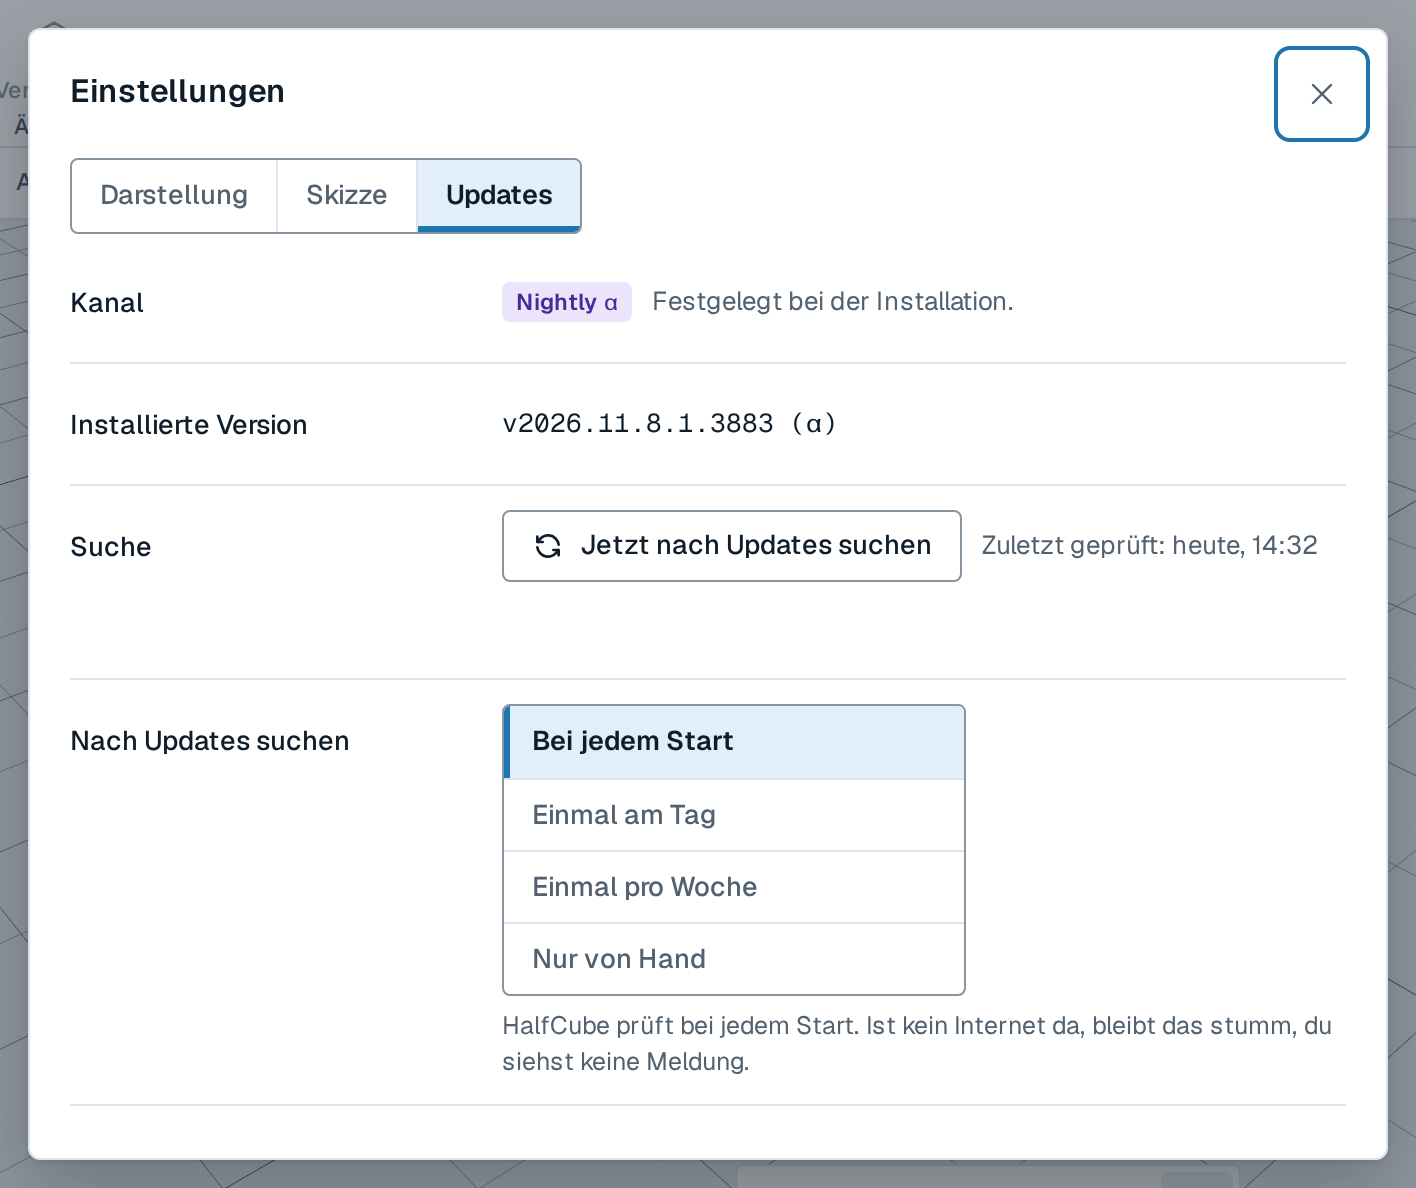 Einstellungen
Darstellung Skizze Updates
Kanal Nightly α Festgelegt bei der Installation.
Installierte Version v2026.11.8.1.3883 (α)
Suche Jetzt nach Updates suchen Zuletzt geprüft: heute, 14:32
Nach Updates suchen Bei jedem Start
Einmal am Tag
Einmal pro Woche
Nur von Hand
HalfCube prüft bei jedem Start. Ist kein Internet da, bleibt das stumm, du
siehst keine Meldung.